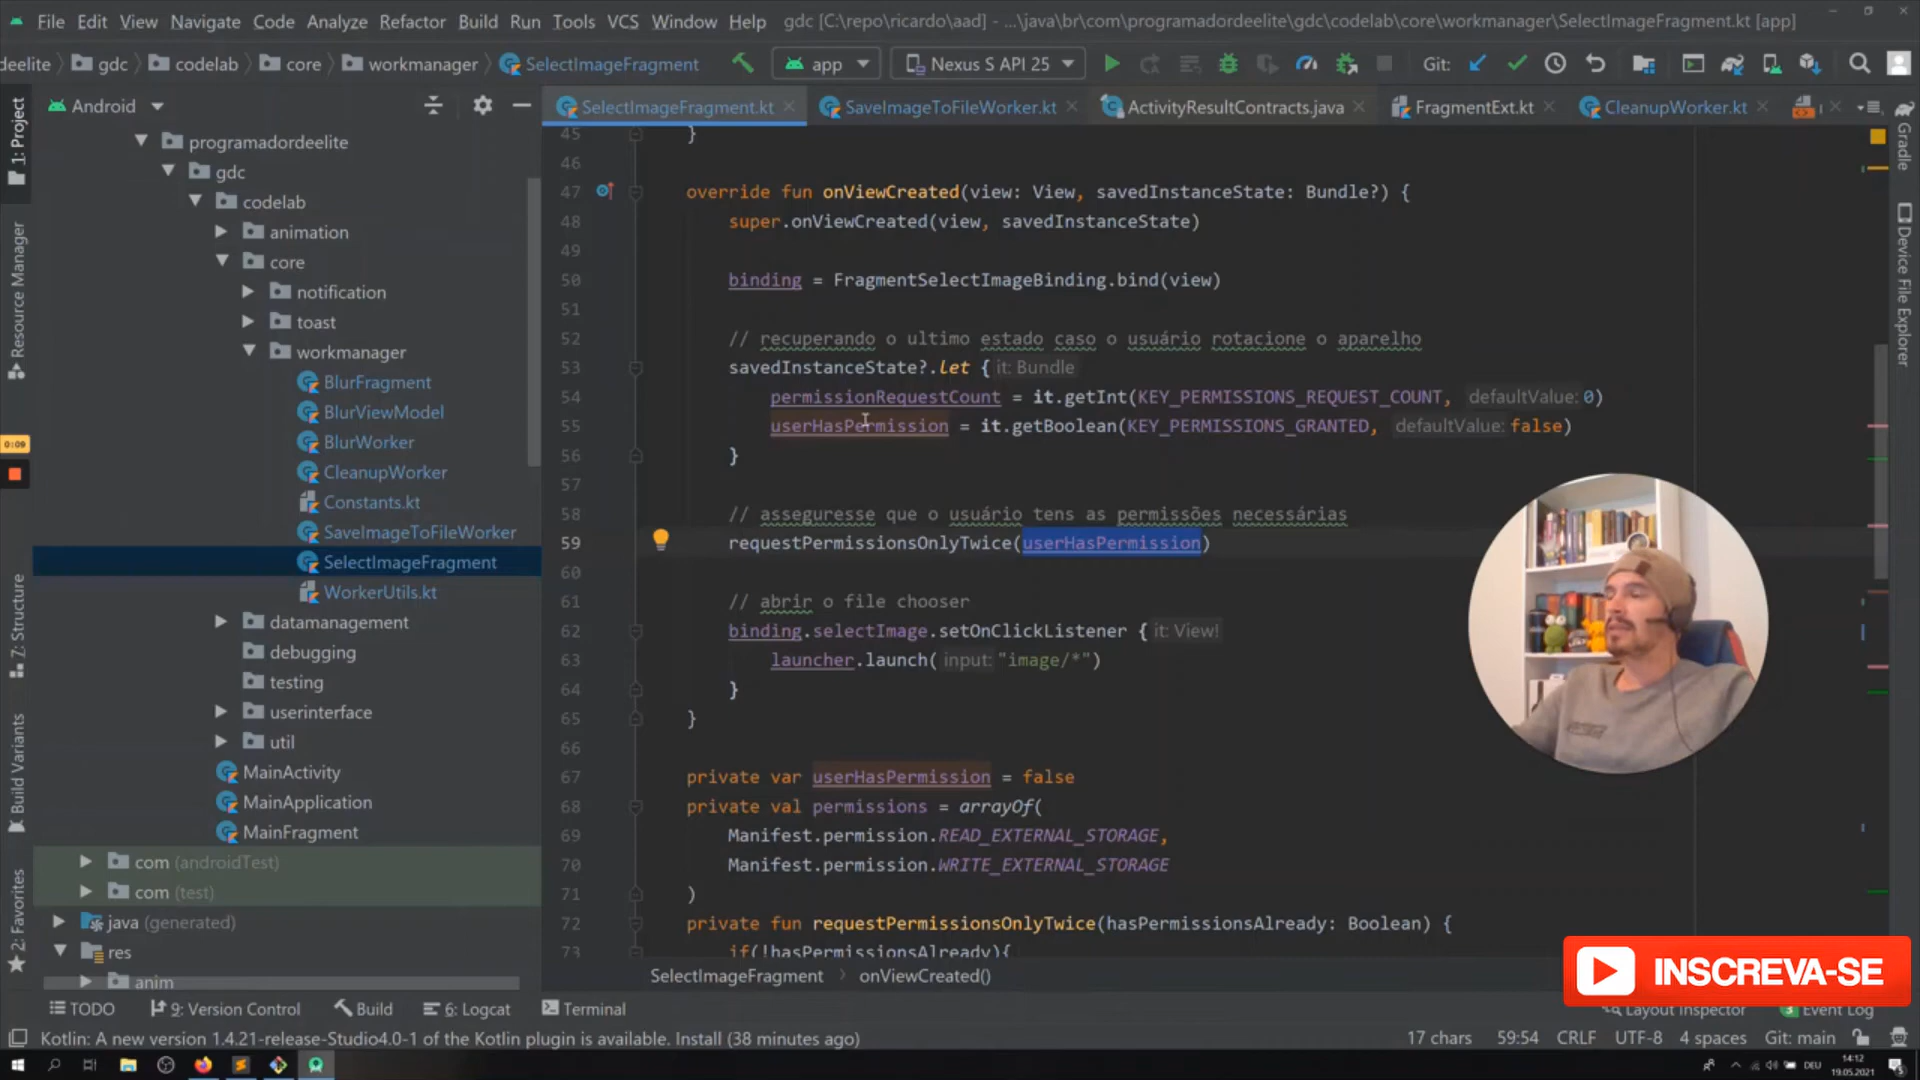 File Edit View Navigate Code Analyze Refactor Build Run Tools VCS Window Help gdc [C:\repo\ricardo\aad] - ...\java\br\com\programadordeelite\gdc\codelab\core\workmanager\SelectImageFragment.kt [app]
deelite gdc codelab core workmanager SelectImageFragment app Nexus S API 25 Git:
Android
SelectImageFragment.kt SaveImageToFileWorker.kt ActivityResultContracts.java FragmentExt.kt CleanupWorker.kt
1: Project
Resource Manager
7: Structure
Build Variants
2: Favorites
Gradle
Device File Explorer
programadordeelite
gdc
codelab
animation
core
notification
toast
workmanager
BlurFragment
BlurViewModel
BlurWorker
CleanupWorker
Constants.kt
SaveImageToFileWorker
SelectImageFragment
WorkerUtils.kt
datamanagement
debugging
testing
userinterface
util
MainActivity
MainApplication
MainFragment
com (androidTest)
com (test)
java (generated)
res
anim
0:09
45 }
46
47 override fun onViewCreated(view: View, savedInstanceState: Bundle?) {
48 super.onViewCreated(view, savedInstanceState)
49
50 binding = FragmentSelectImageBinding.bind(view)
51
52 // recuperando o ultimo estado caso o usuário rotacione o aparelho
53 savedInstanceState?.let { it: Bundle
54 permissionRequestCount = it.getInt(KEY_PERMISSIONS_REQUEST_COUNT, defaultValue: 0)
55 userHasPermission = it.getBoolean(KEY_PERMISSIONS_GRANTED, defaultValue: false)
56 }
57
58 // asseguresse que o usuário tens as permissões necessárias
59 requestPermissionsOnlyTwice(userHasPermission)
60
61 // abrir o file chooser
62 binding.selectImage.setOnClickListener { it: View!
63 launcher.launch( input: "image/*")
64 }
65 }
66
67 private var userHasPermission = false
68 private val permissions = arrayOf(
69 Manifest.permission.READ_EXTERNAL_STORAGE,
70 Manifest.permission.WRITE_EXTERNAL_STORAGE
71 )
72 private fun requestPermissionsOnlyTwice(hasPermissionsAlready: Boolean) {
73 if(!hasPermissionsAlready){
SelectImageFragment onViewCreated()
INSCREVA-SE
TODO 9: Version Control Build 6: Logcat Terminal Layout Inspector Event Log
Kotlin: A new version 1.4.21-release-Studio4.0-1 of the Kotlin plugin is available. Install (38 minutes ago) 17 chars 59:54 CRLF UTF-8 4 spaces Git: main
DEU 14:12
19.05.2021